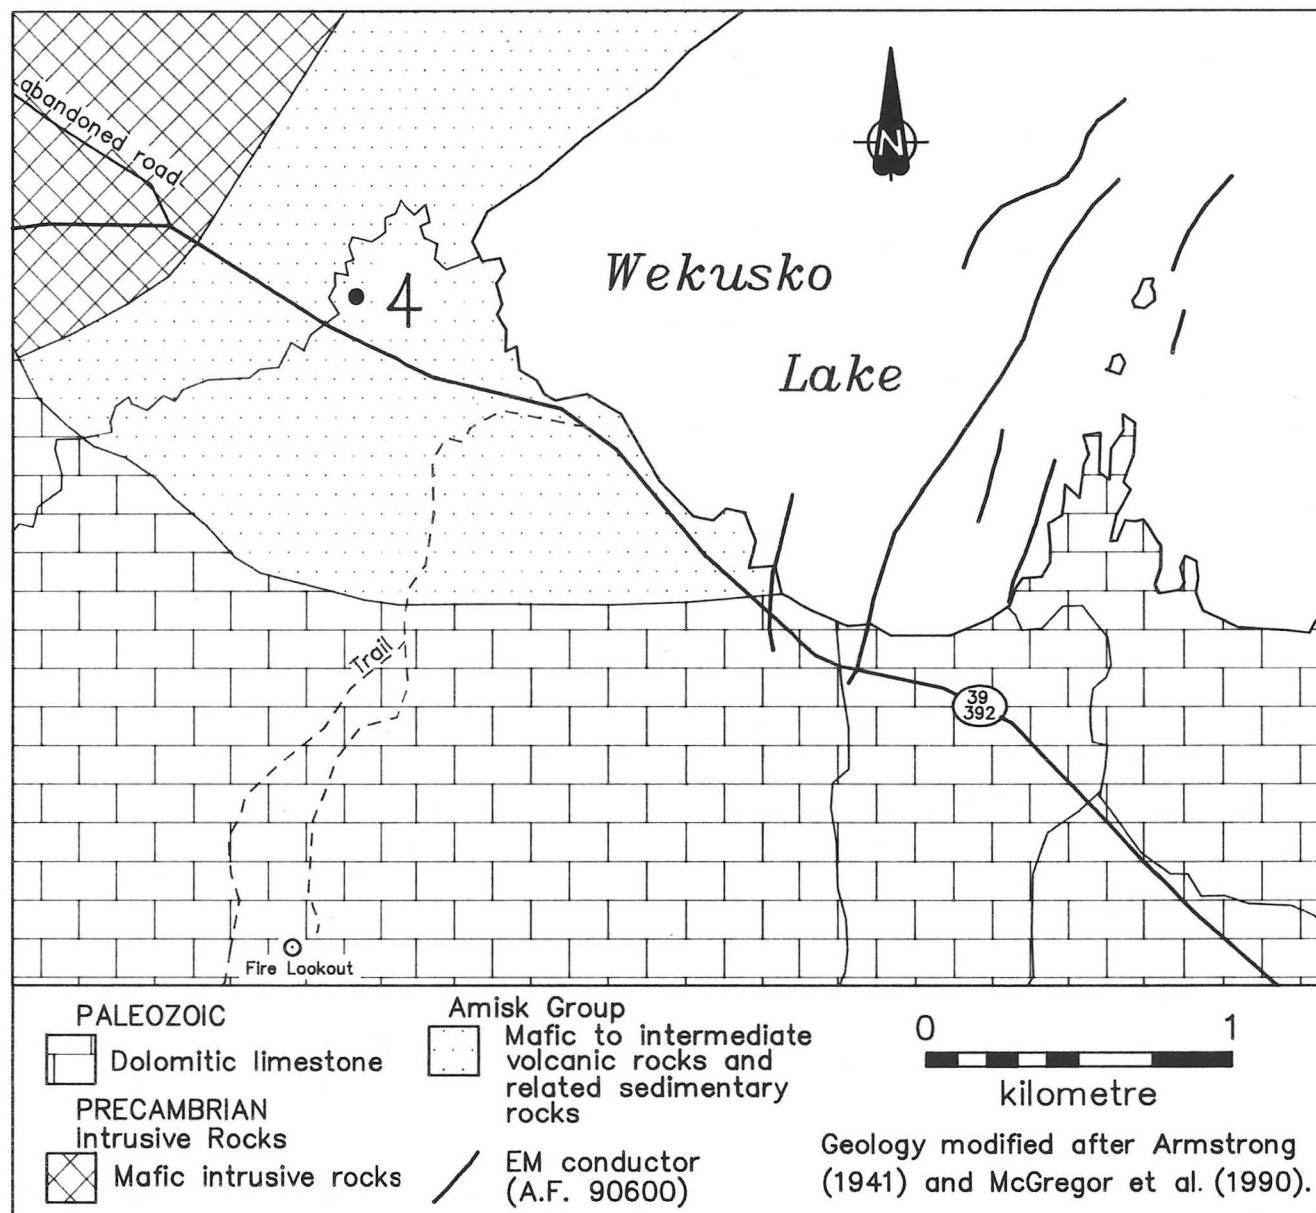 abandoned road
N
Wekusko
Lake
4
Trail
39
392
Fire Lookout
PALEOZOIC
Dolomitic limestone
PRECAMBRIAN
intrusive Rocks
Mafic intrusive rocks
Amisk Group
Mafic to intermediate
volcanic rocks and
related sedimentary
rocks
EM conductor
(A.F. 90600)
0 1
kilometre
Geology modified after Armstrong
(1941) and McGregor et al. (1990).